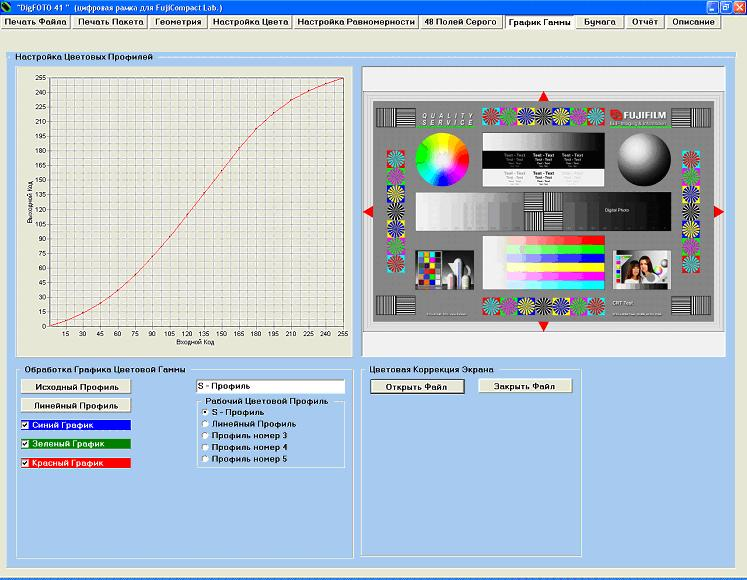 "DigFOTO 41 " (цифровая рамка для FujiCompact Lab.)
Печать Файла Печать Пакета Геометрия Настройка Цвета Настройка Равномерности 48 Полей Серого График Гаммы Бумага Отчёт Описание
Настройка Цветовых Профилей
255
240
225
210
195
180
165
150
135
120
105
90
75
60
45
30
15
0
Выходной Код
15 30 45 60 75 90 105 120 135 150 165 180 195 210 225 240 255
Входной Код
QUALITY
SERVICE
FUJIFILM
Text - Text Text - Text Text - Text
Digital Photo
CRT Test
Обработка Графика Цветовой Гаммы
Исходный Профиль
Линейный Профиль
Синий График
Зеленый График
Красный График
S - Профиль
Рабочий Цветовой Профиль
S - Профиль
Линейный Профиль
Профиль номер 3
Профиль номер 4
Профиль номер 5
Цветовая Коррекция Экрана
Открыть Файл Закрыть Файл